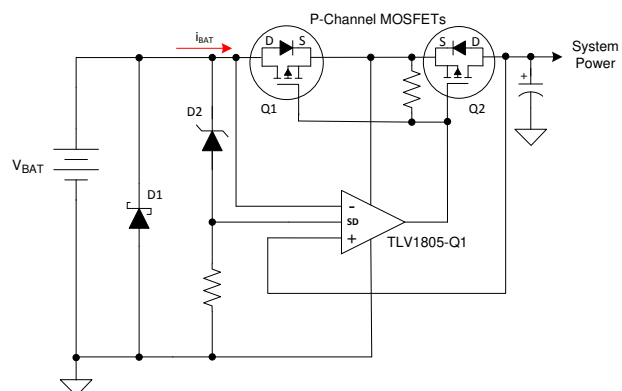 P-Channel MOSFETs
iBAT
D S
S D
System
Power
+
Q1
Q2
D2
VBAT
D1
-
SD
+
TLV1805-Q1